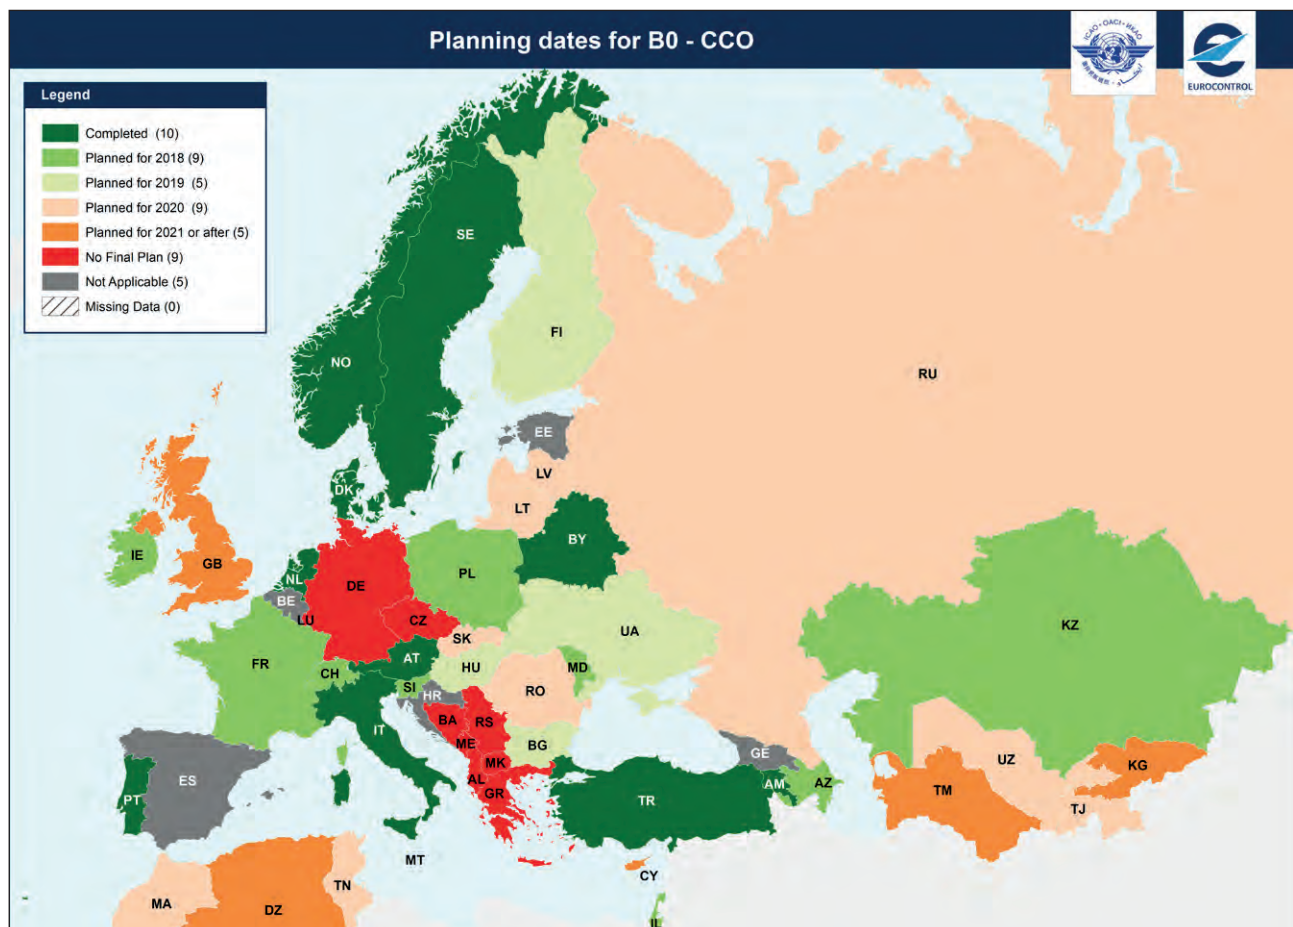 Planning dates for B0 - CCO
ICAO · OACI · ИКАО
EUROCONTROL
Legend
Completed (10)
Planned for 2018 (9)
Planned for 2019 (5)
Planned for 2020 (9)
Planned for 2021 or after (5)
No Final Plan (9)
Not Applicable (5)
Missing Data (0)
SE
FI
NO
RU
EE
LV
DK
LT
BY
IE
GB
NL
DE
PL
BE
LU
CZ
KZ
UA
SK
FR
AT
CH
HU
MD
SI
RO
HR
BA
RS
IT
ME
BG
GE
UZ
KG
ES
MK
AL
AM
AZ
TM
PT
GR
TR
TJ
MT
CY
TN
MA
DZ
IL